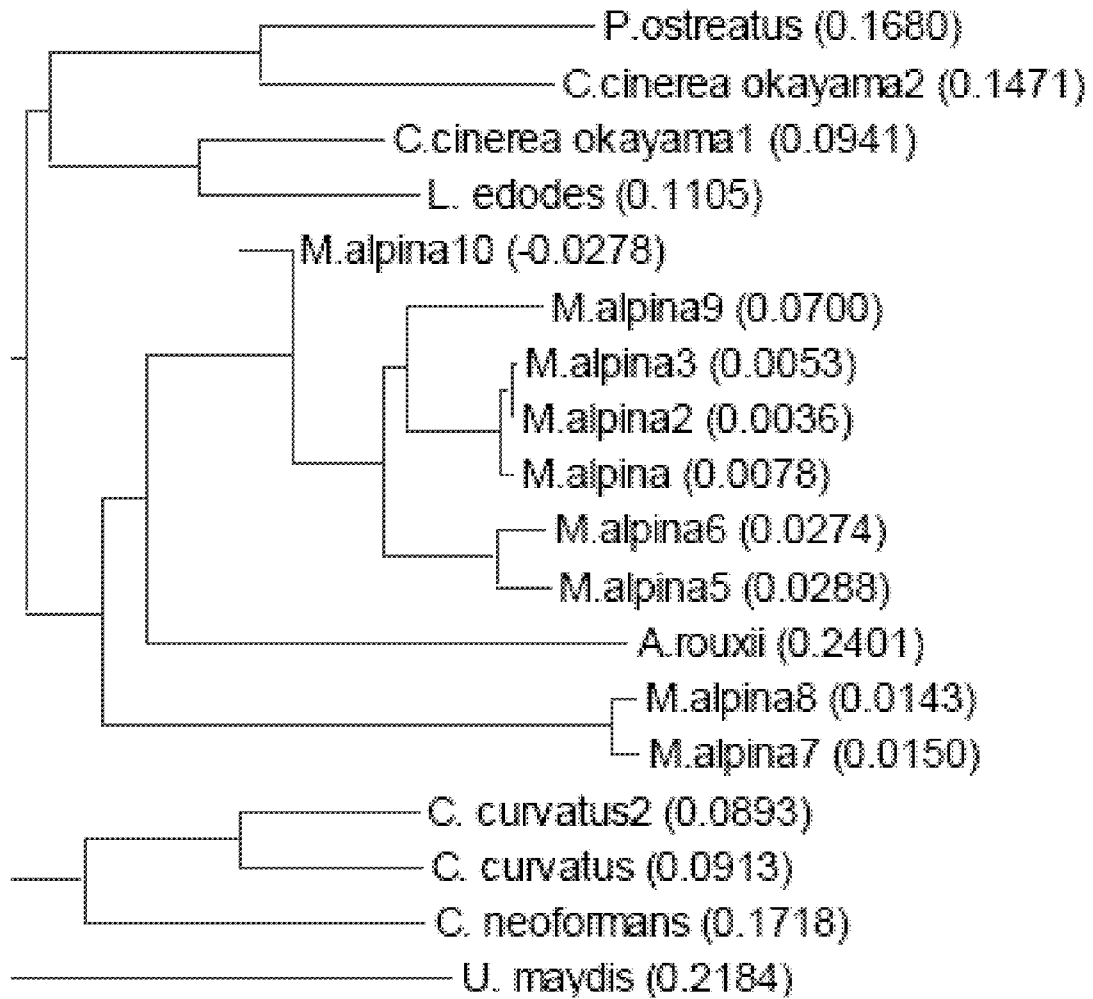 P.ostreatus (0.1680)
C.cinerea okayama2 (0.1471)
C.cinerea okayama1 (0.0941)
L. edodes (0.1105)
M.alpina10 (-0.0278)
M.alpina9 (0.0700)
M.alpina3 (0.0053)
M.alpina2 (0.0036)
M.alpina (0.0078)
M.alpina6 (0.0274)
M.alpina5 (0.0288)
A.rouxii (0.2401)
M.alpina8 (0.0143)
M.alpina7 (0.0150)
C. curvatus2 (0.0893)
C. curvatus (0.0913)
C. neoformans (0.1718)
U. maydis (0.2184)